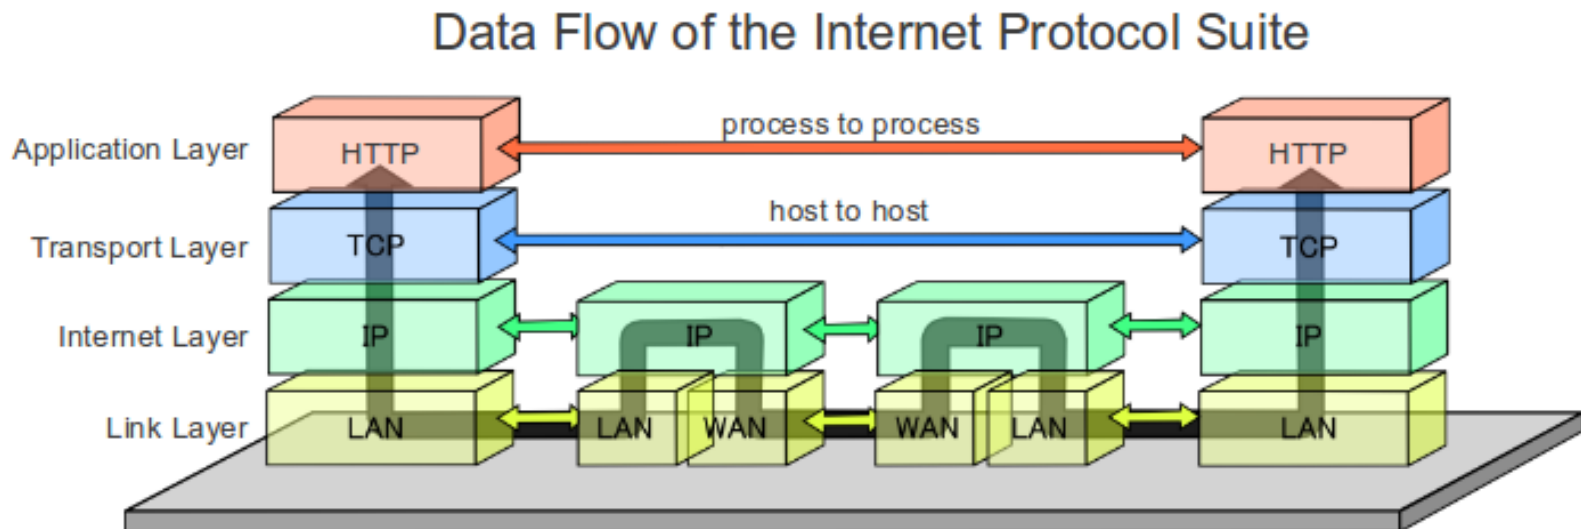 Data Flow of the Internet Protocol Suite
Application Layer HTTP process to process HTTP
Transport Layer TCP host to host TCP
Internet Layer IP IP IP IP
Link Layer LAN LAN WAN WAN LAN LAN